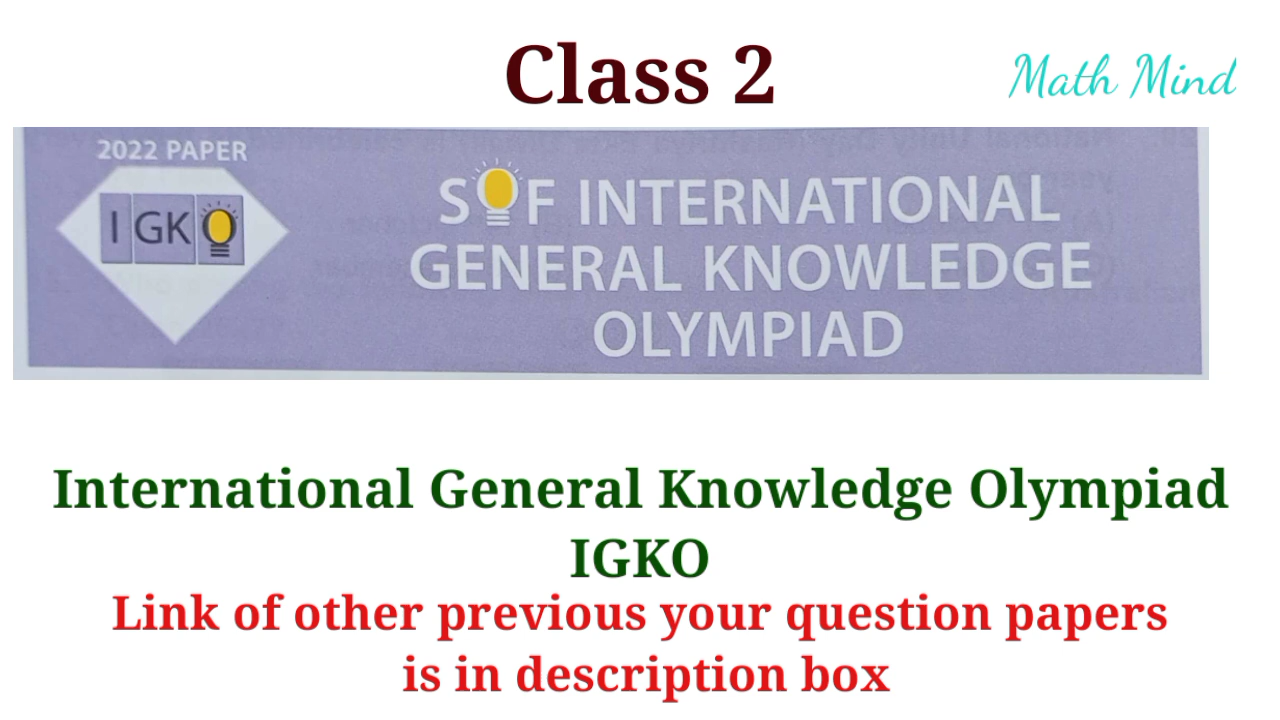 Class 2
Math Mind
2022 PAPER
IGKO
SOF INTERNATIONAL
GENERAL KNOWLEDGE
OLYMPIAD
International General Knowledge Olympiad
IGKO
Link of other previous your question papers
is in description box